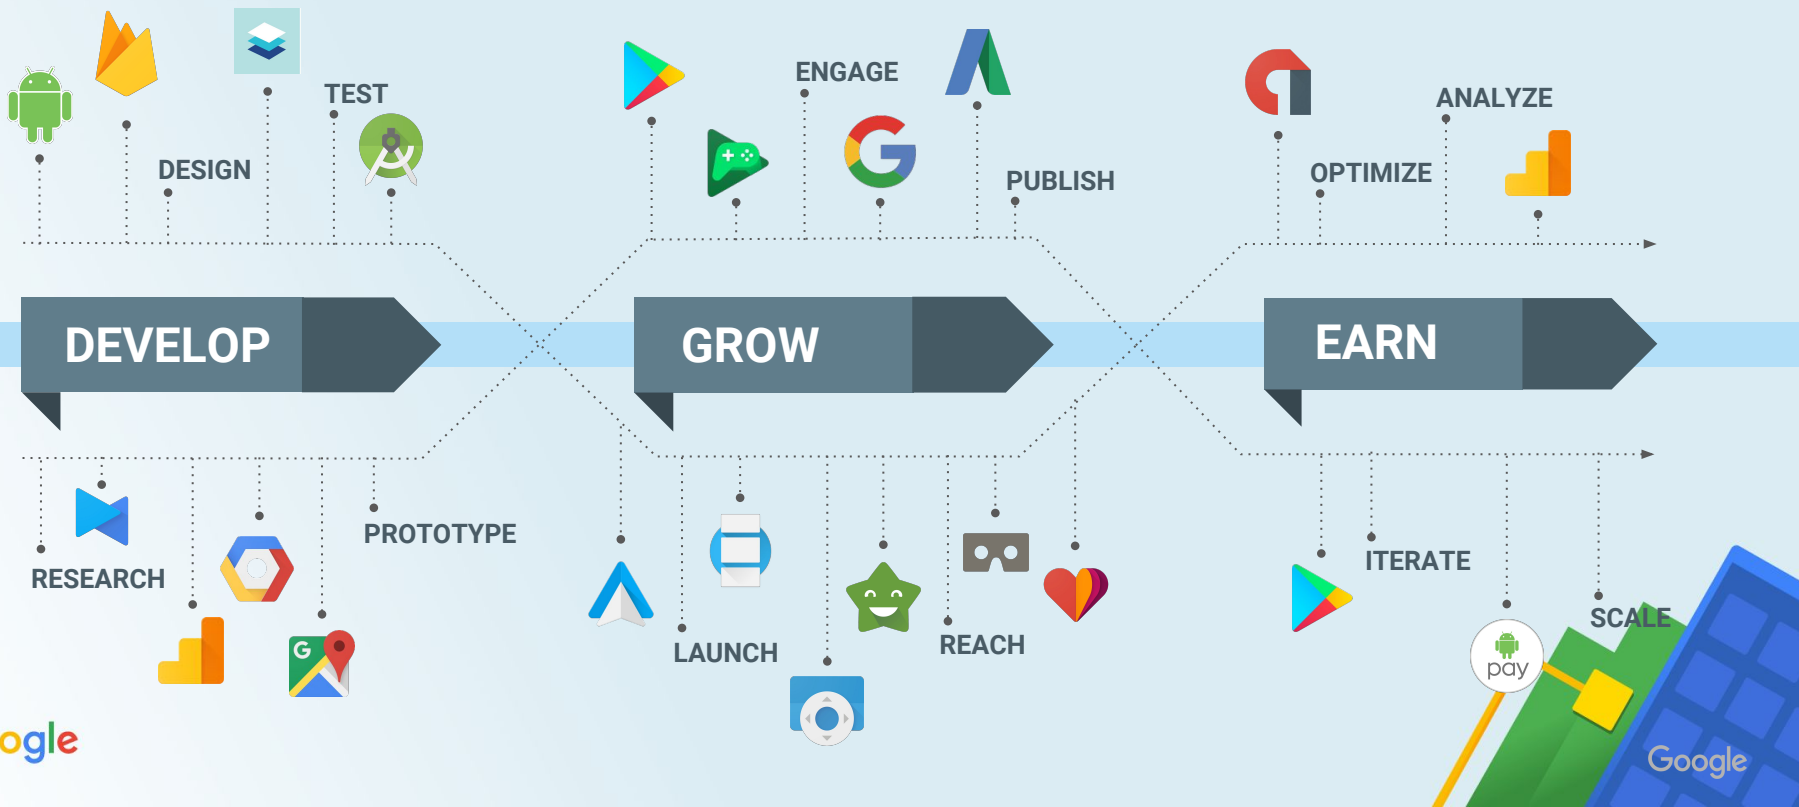 TEST
DESIGN
ENGAGE
PUBLISH
ANALYZE
OPTIMIZE
DEVELOP
GROW
EARN
RESEARCH
PROTOTYPE
G
LAUNCH
REACH
ITERATE
SCALE
pay
ogle
Google